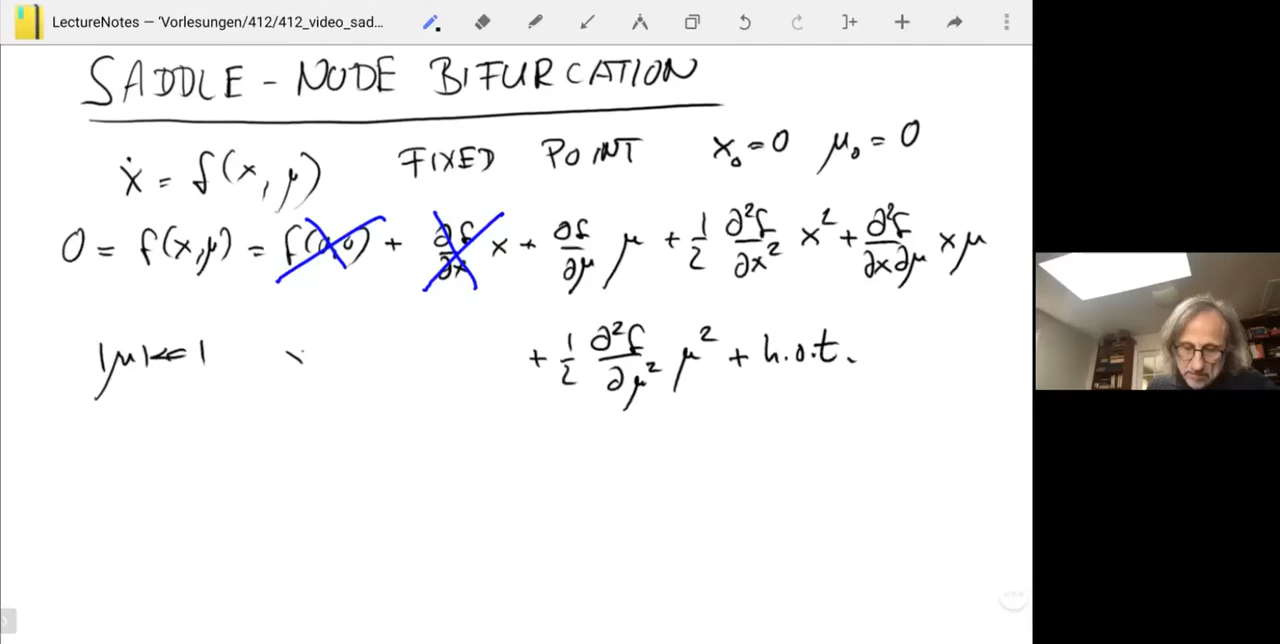 LectureNotes — ‘Vorlesungen/412/412_video_sad…
SADDLE-NODE BIFURCATION
ẋ = f(x, μ) FIXED POINT x₀=0 μ₀=0
0 = f(x,μ) = f(0,0) + ∂f/∂x x + ∂f/∂μ μ + 1/2 ∂²f/∂x² x² + ∂²f/∂x∂μ xμ
|μ|<<1 + 1/2 ∂²f/∂μ² μ² + h.o.t.